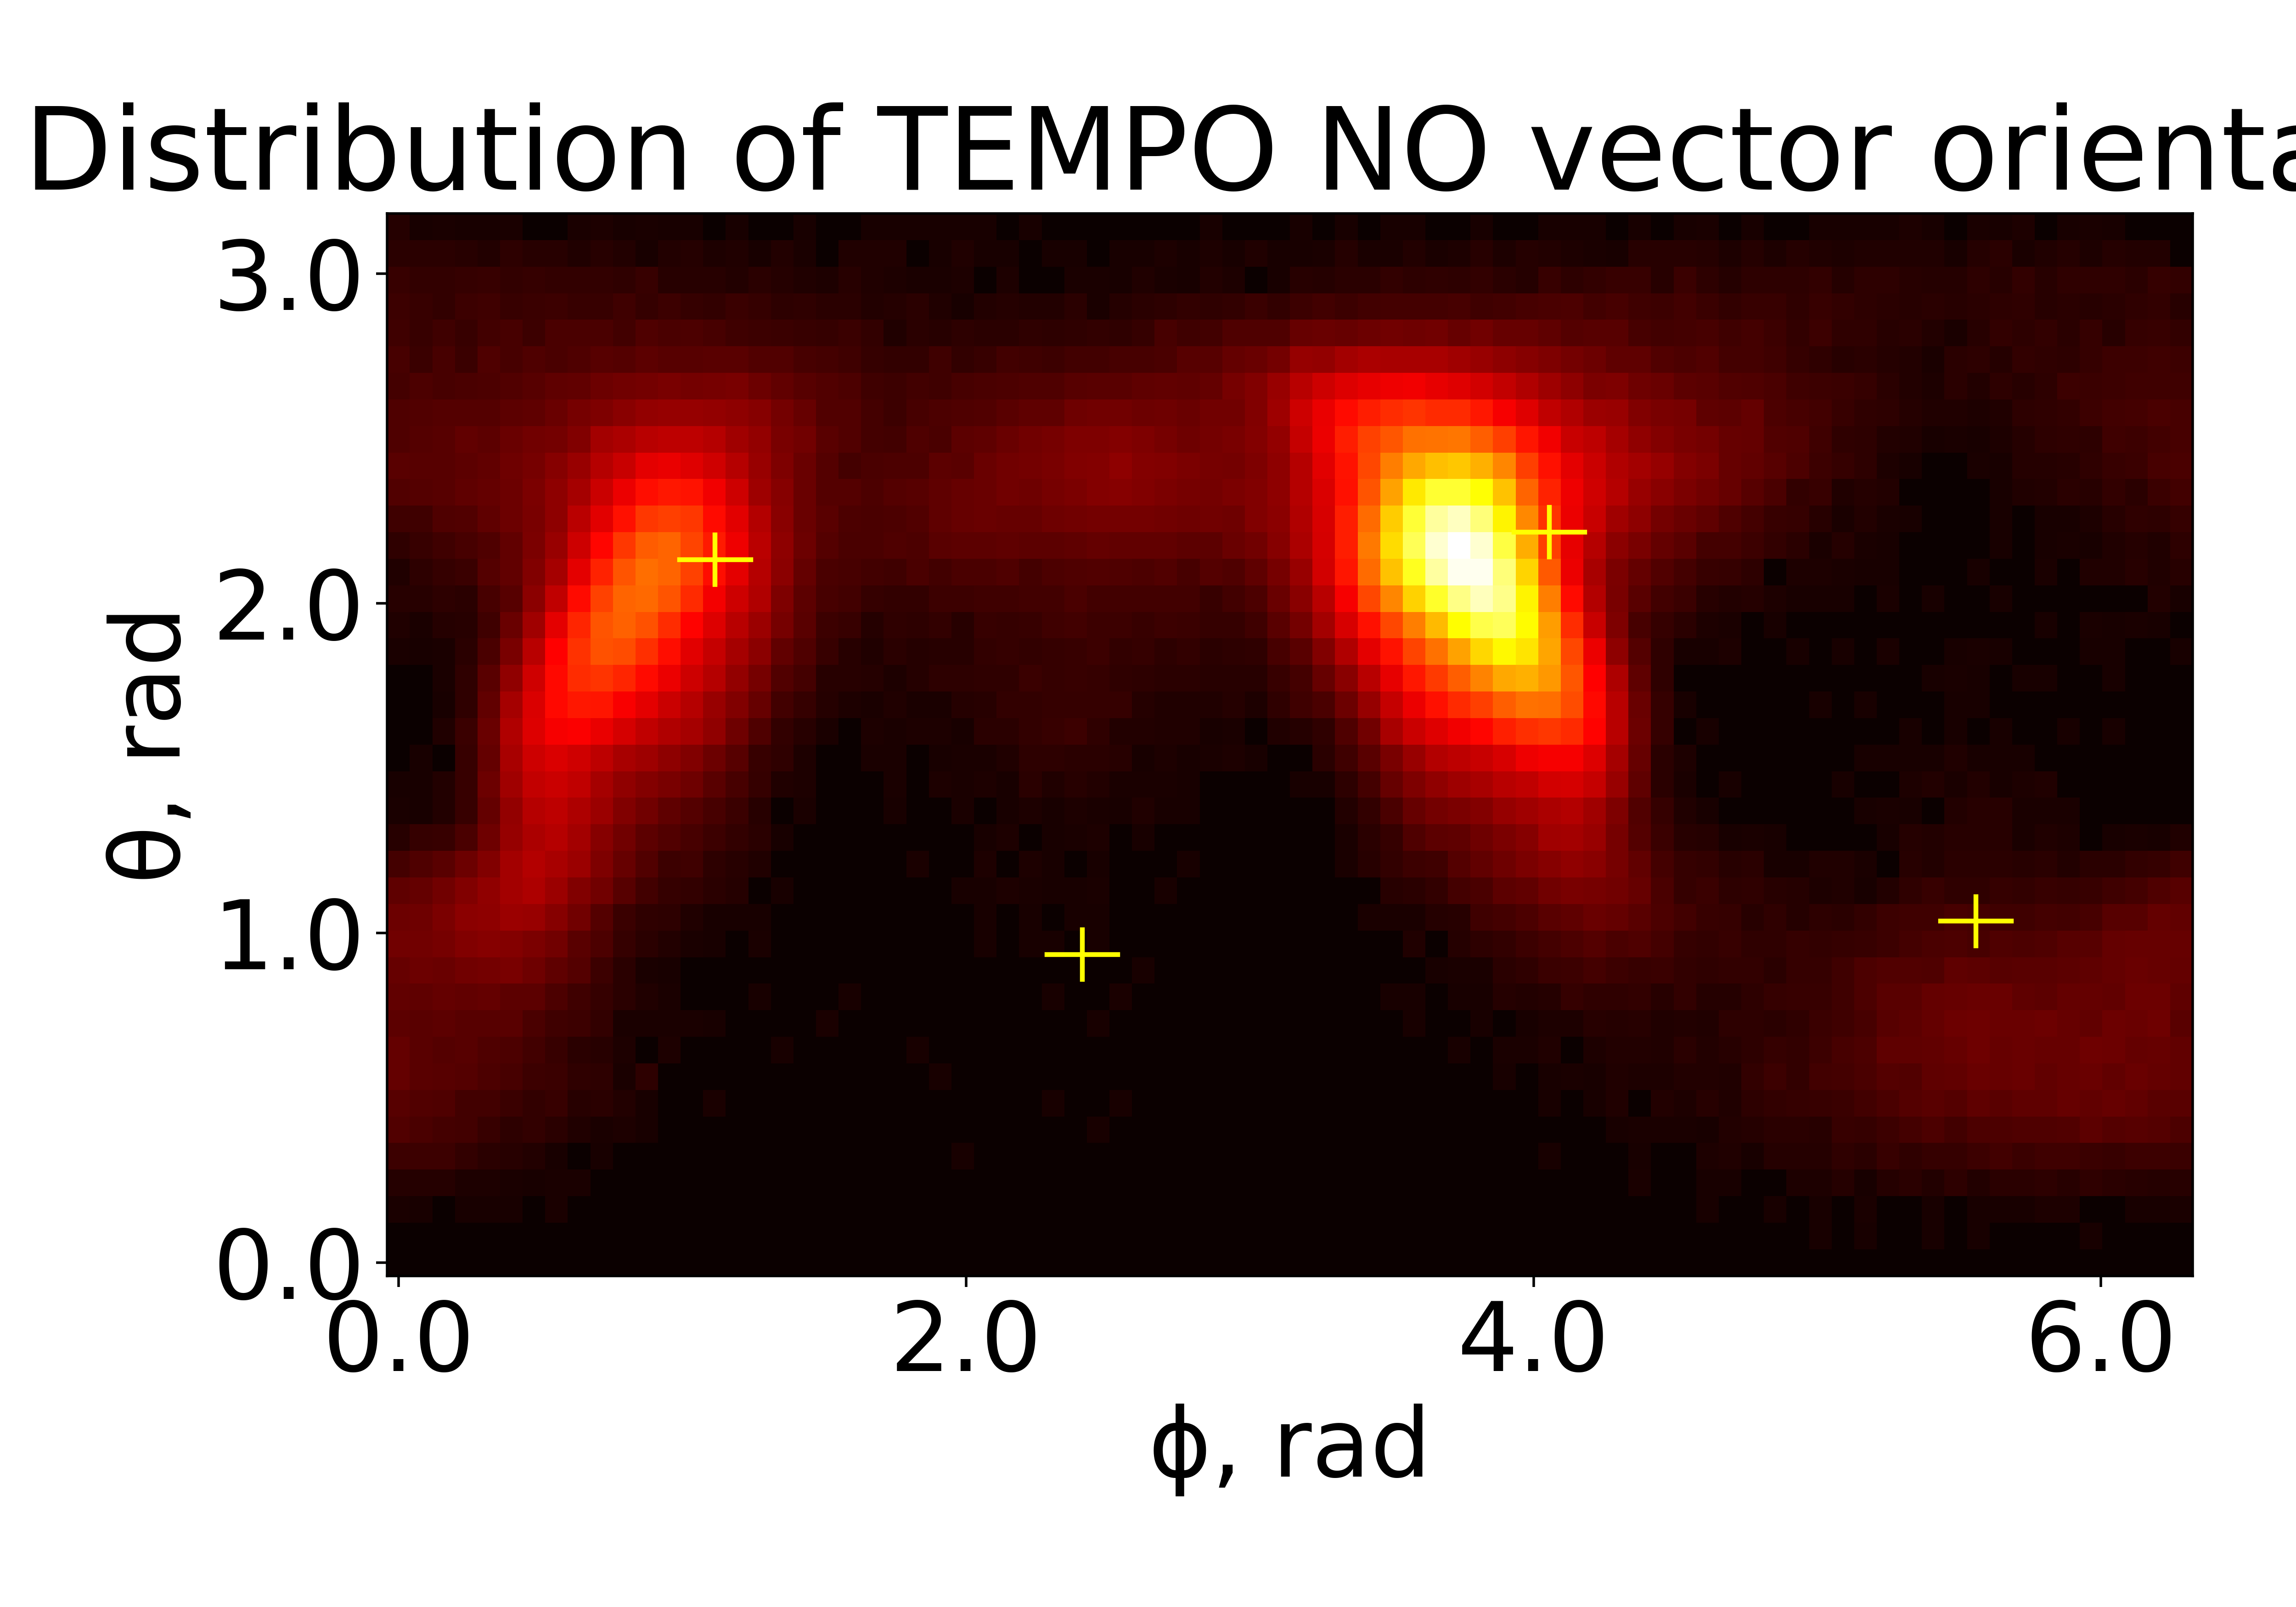 Distribution of TEMPO NO vector orienta
3.0
2.0
1.0
0.0
θ, rad
0.0 2.0 4.0 6.0
ϕ, rad